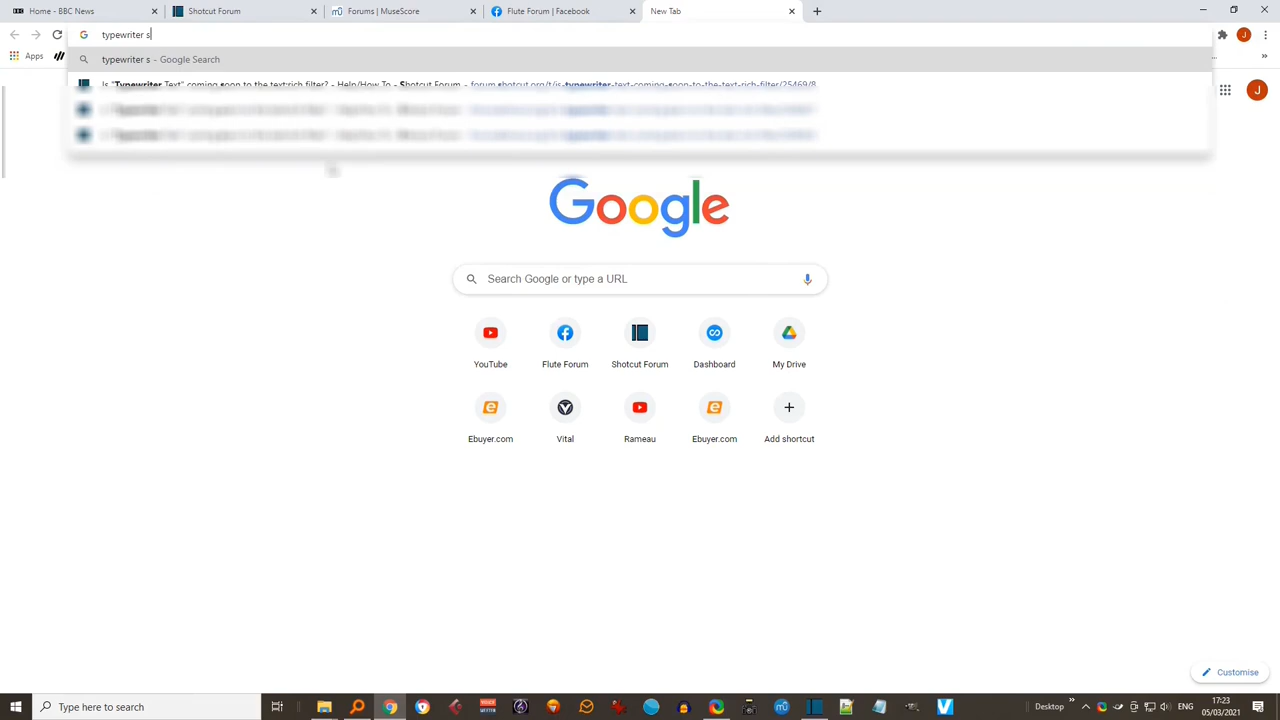 Home - BBC News
Shotcut Forum
Forums | MuseScore
Flute Forum | Facebook
New Tab
typewriter s
Apps
typewriter s - Google Search
Is "Typewriter Text" coming soon to the text:rich filter? - Help/How To - Shotcut Forum - forum.shotcut.org/t/is-typewriter-text-coming-soon-to-the-text-rich-filter/25469/8
J
J
Google
Search Google or type a URL
YouTube
Flute Forum
Shotcut Forum
Dashboard
My Drive
Ebuyer.com
Vital
Rameau
Ebuyer.com
Add shortcut
Customise
Type here to search
Desktop
ENG
17:23
05/03/2021